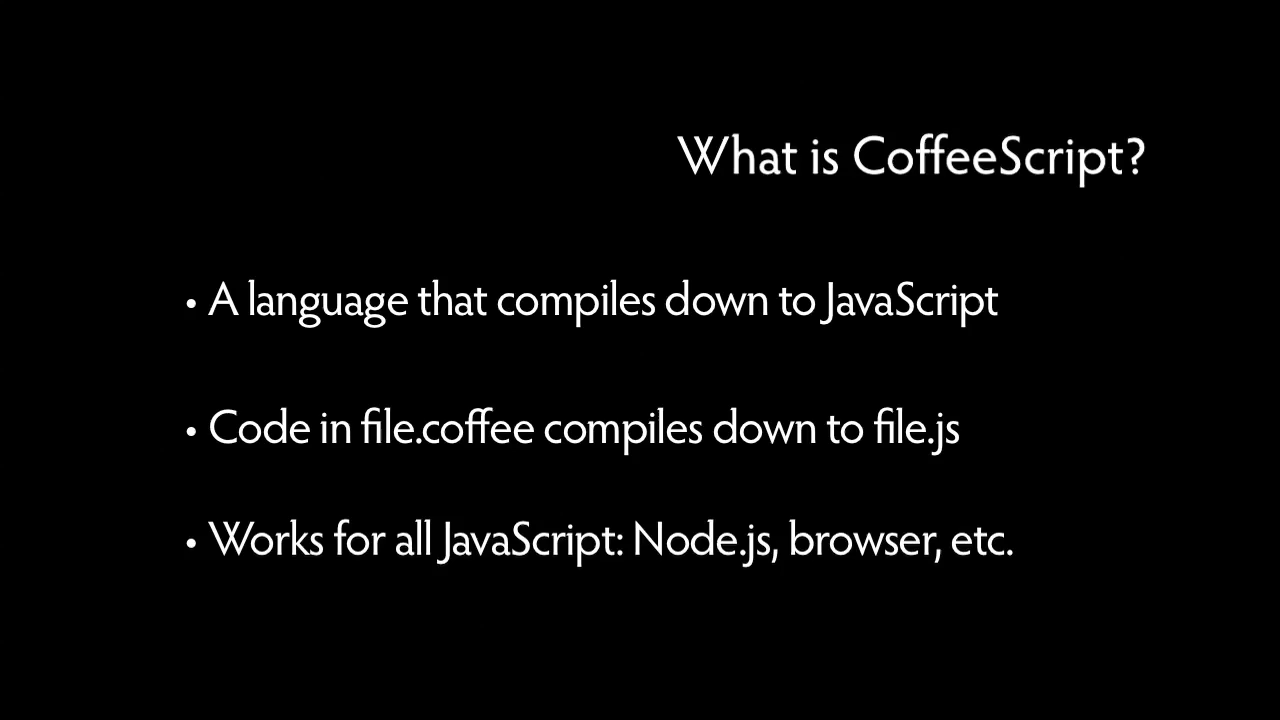 What is CoffeeScript?
• A language that compiles down to JavaScript
• Code in file.coffee compiles down to file.js
• Works for all JavaScript: Node.js, browser, etc.